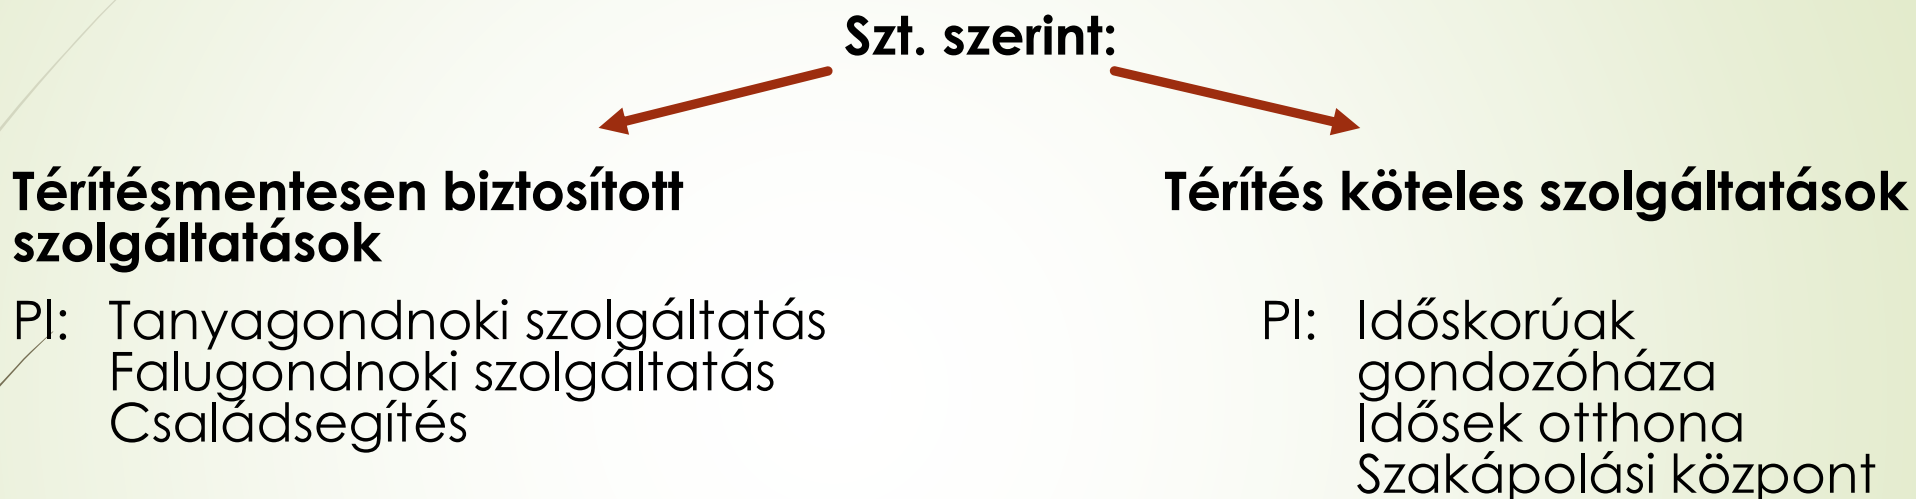 Szt. szerint:
Térítésmentesen biztosított
szolgáltatások
Pl: Tanyagondnoki szolgáltatás
Falugondnoki szolgáltatás
Családsegítés
Térítés köteles szolgáltatások
Pl: Időskorúak
gondozóháza
Idősek otthona
Szakápolási központ